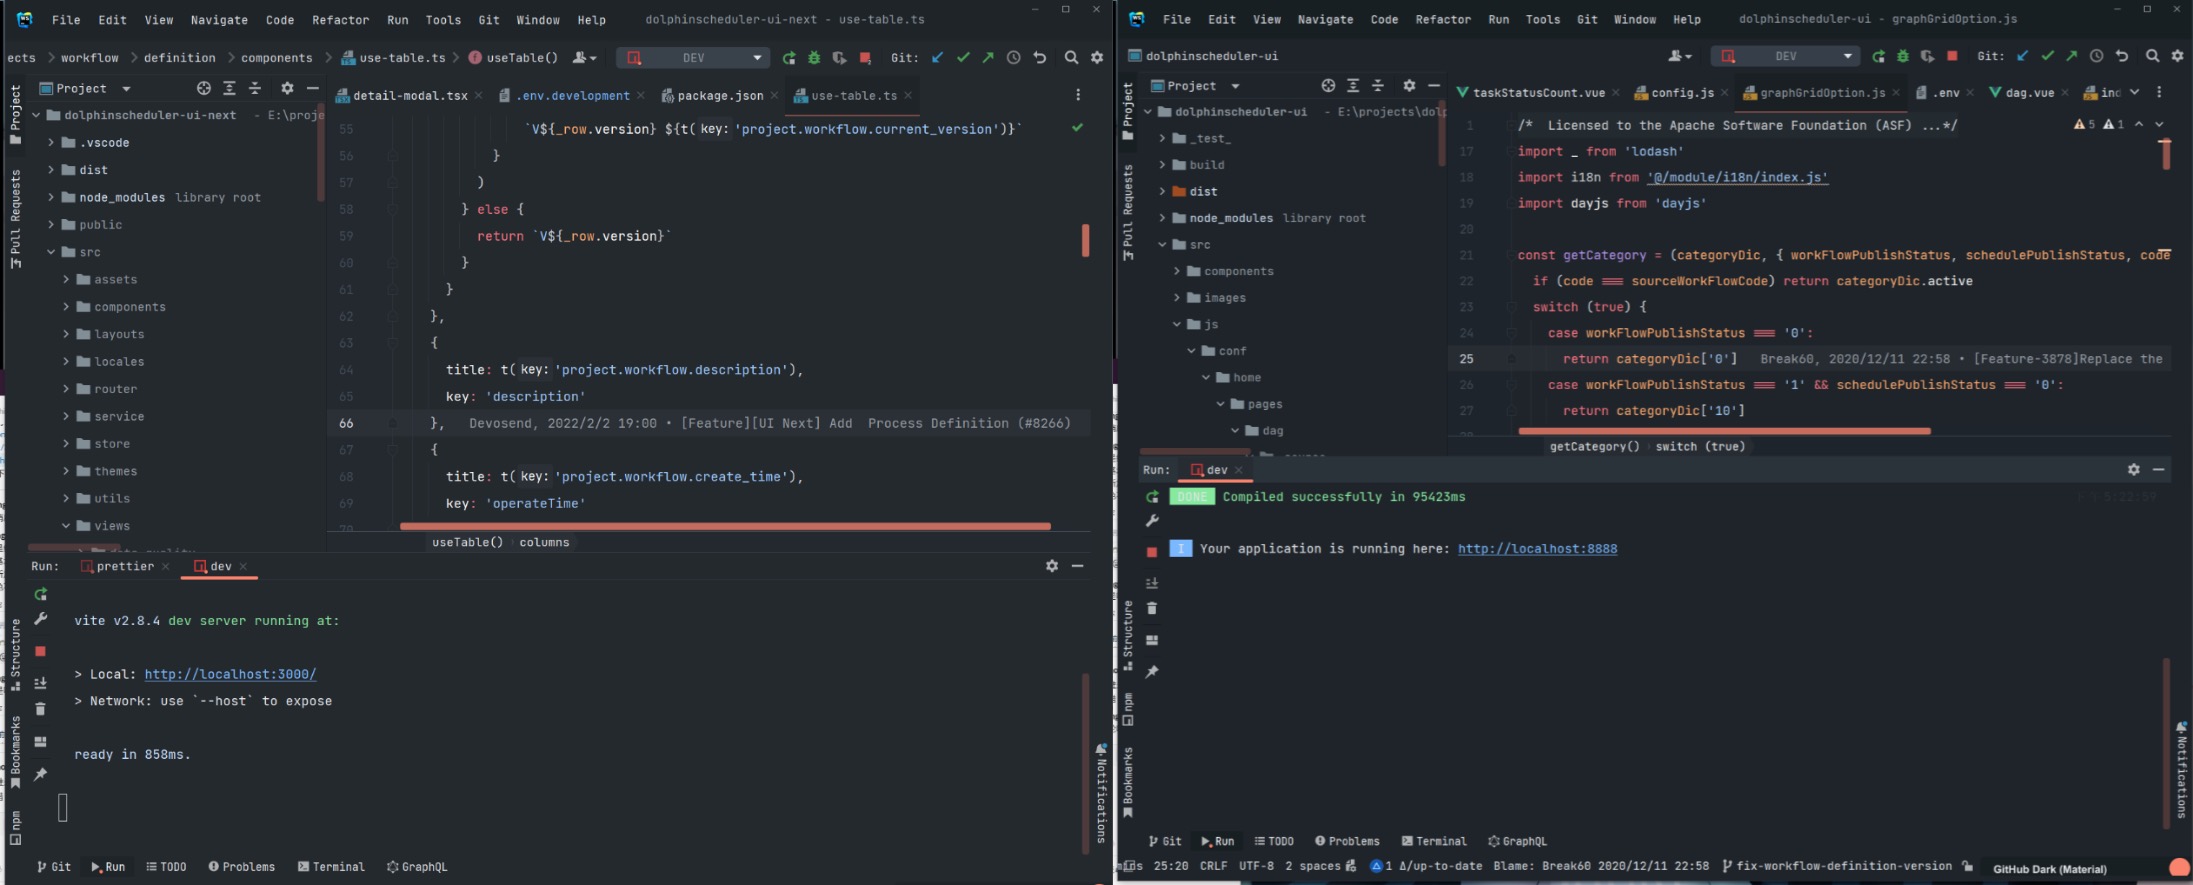 File Edit View Navigate Code Refactor Run Tools Git Window Help dolphinscheduler-ui-next - use-table.ts
ects workflow definition components use-table.ts useTable() DEV Git:
Project
detail-modal.tsx .env.development package.json use-table.ts
dolphinscheduler-ui-next - E:\proje
.vscode
dist
node_modules library root
public
src
assets
components
layouts
locales
router
service
store
themes
utils
views
Project
Pull Requests
55 `V${_row.version} ${t( key: 'project.workflow.current_version')}`
56 }
57 )
58 } else {
59 return `V${_row.version}`
60 }
61 }
62 },
63 {
64 title: t( key: 'project.workflow.description'),
65 key: 'description'
66 }, Devosend, 2022/2/2 19:00 • [Feature][UI Next] Add Process Definition (#8266)
67 {
68 title: t( key: 'project.workflow.create_time'),
69 key: 'operateTime'
70
useTable() columns
Run: prettier dev
vite v2.8.4 dev server running at:
> Local: http://localhost:3000/
> Network: use `--host` to expose
ready in 858ms.
Structure
Bookmarks
npm
Notifications
Git Run TODO Problems Terminal GraphQL
File Edit View Navigate Code Refactor Run Tools Git Window Help dolphinscheduler-ui - graphGridOption.js
dolphinscheduler-ui DEV Git:
Project
taskStatusCount.vue config.js graphGridOption.js .env dag.vue ind
dolphinscheduler-ui - E:\projects\dolp
_test_
build
dist
node_modules library root
src
components
images
js
conf
home
pages
dag
Project
Pull Requests
1 /* Licensed to the Apache Software Foundation (ASF) ...*/ 5 1
17 import _ from 'lodash'
18 import i18n from '@/module/i18n/index.js'
19 import dayjs from 'dayjs'
20
21 const getCategory = (categoryDic, { workFlowPublishStatus, schedulePublishStatus, code
22 if (code === sourceWorkFlowCode) return categoryDic.active
23 switch (true) {
24 case workFlowPublishStatus === '0':
25 return categoryDic['0'] Break60, 2020/12/11 22:58 • [Feature-3878]Replace the
26 case workFlowPublishStatus === '1' && schedulePublishStatus === '0':
27 return categoryDic['10']
getCategory() switch (true)
Run: dev
DONE Compiled successfully in 95423ms
I Your application is running here: http://localhost:8888
Structure
npm
Bookmarks
Notifications
Git Run TODO Problems Terminal GraphQL
25:20 CRLF UTF-8 2 spaces 1 Δ/up-to-date Blame: Break60 2020/12/11 22:58 fix-workflow-definition-version GitHub Dark (Material)